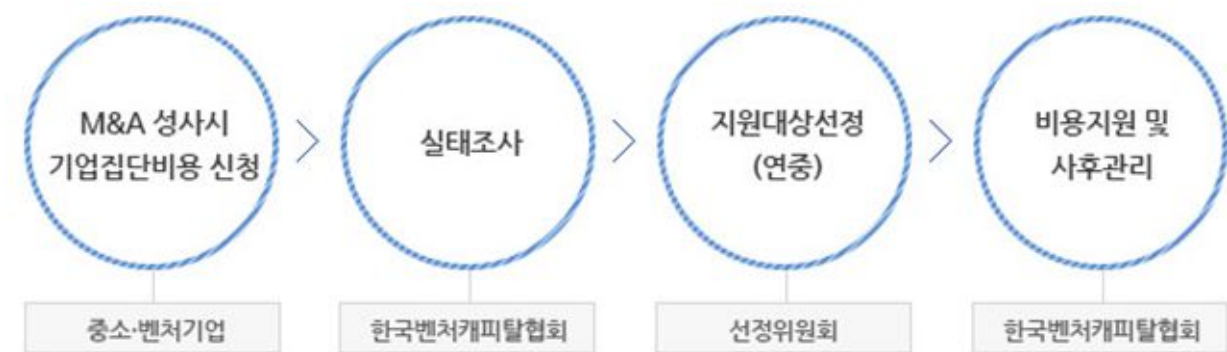 M&A 성사시
기업집단비용 신청
중소·벤처기업
실태조사
한국벤처캐피탈협회
지원대상선정
(연중)
선정위원회
비용지원 및
사후관리
한국벤처캐피탈협회